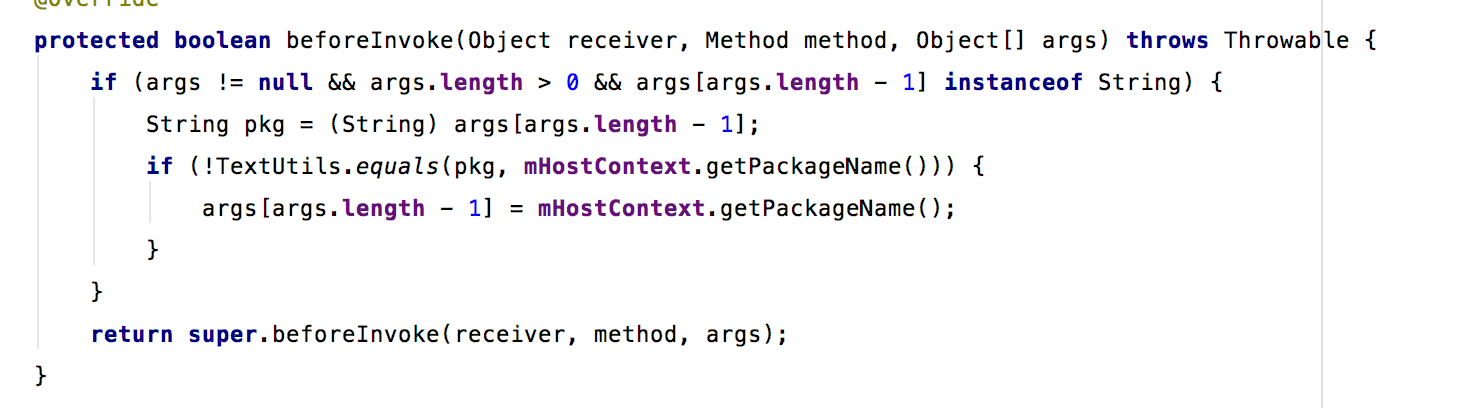 @Override
protected boolean beforeInvoke(Object receiver, Method method, Object[] args) throws Throwable {
    if (args != null && args.length > 0 && args[args.length - 1] instanceof String) {
        String pkg = (String) args[args.length - 1];
        if (!TextUtils.equals(pkg, mHostContext.getPackageName())) {
            args[args.length - 1] = mHostContext.getPackageName();
        }
    }
    return super.beforeInvoke(receiver, method, args);
}